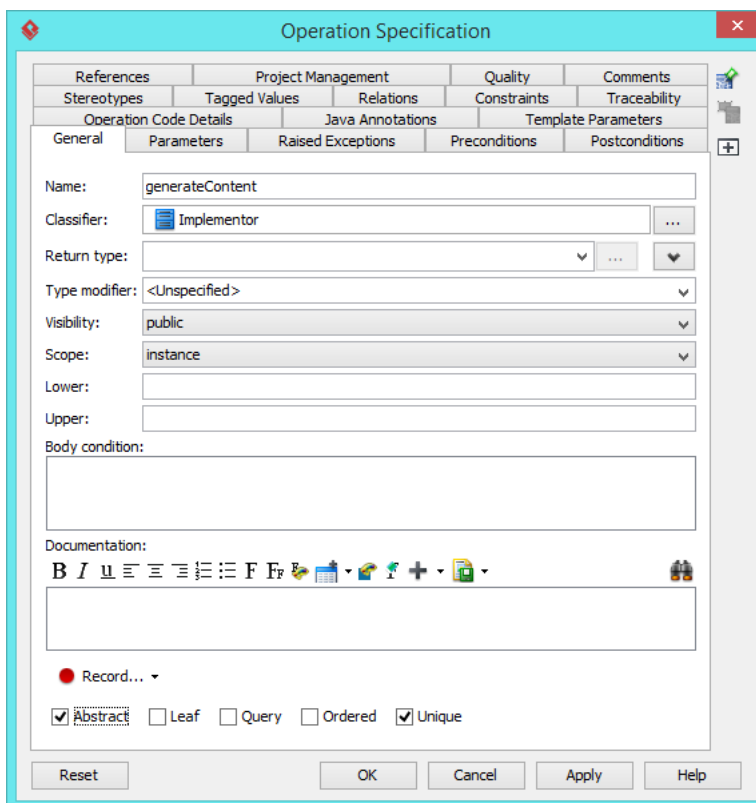 Operation Specification
References Project Management Quality Comments
Stereotypes Tagged Values Relations Constraints Traceability
Operation Code Details Java Annotations Template Parameters
General Parameters Raised Exceptions Preconditions Postconditions
Name: generateContent
Classifier: Implementor ...
Return type: ...
Type modifier: <Unspecified>
Visibility: public
Scope: instance
Lower:
Upper:
Body condition:
Documentation:
B I u F FF
Record...
Abstract Leaf Query Ordered Unique
Reset OK Cancel Apply Help